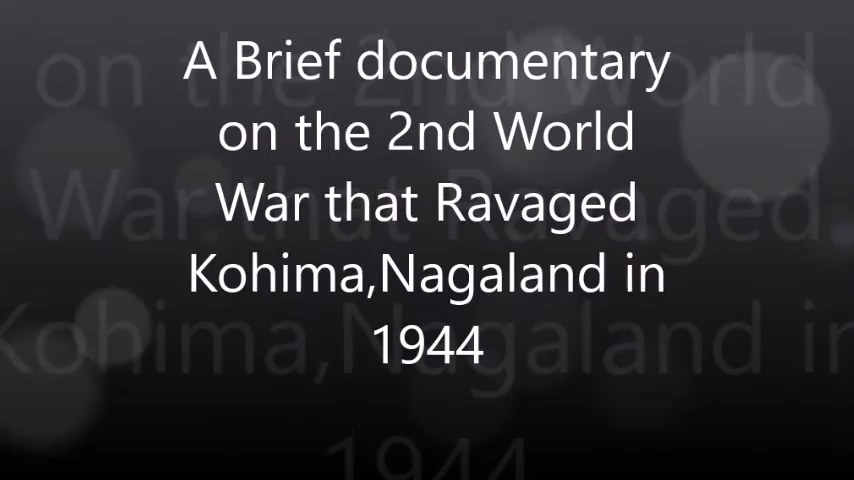 A Brief documentary
on the 2nd World
War that Ravaged
Kohima,Nagaland in
1944